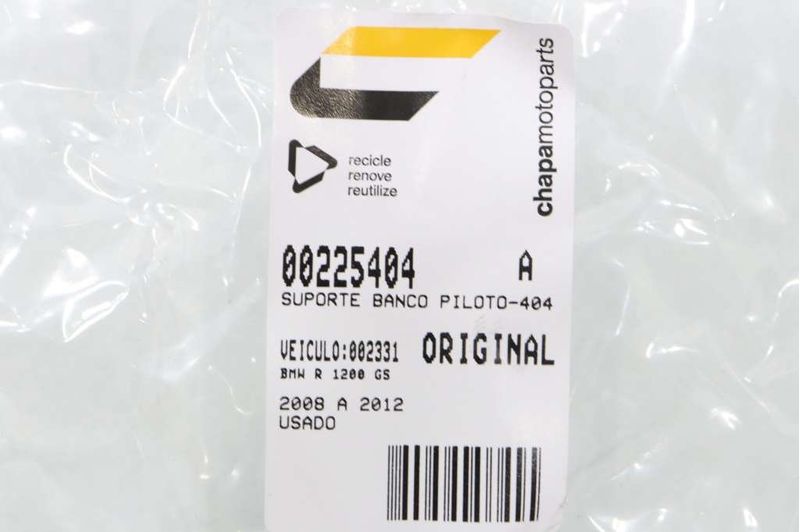 chapamotoparts
recicle
renove
reutilize
00225404 A
SUPORTE BANCO PILOTO-404
VEICULO:002331 ORIGINAL
BMW R 1200 GS
2008 A 2012
USADO